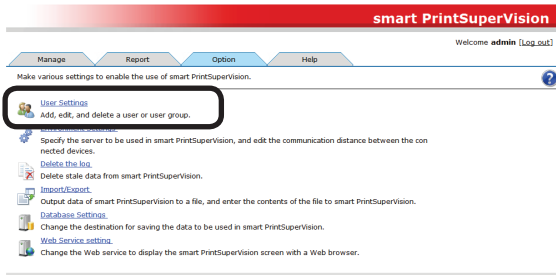 smart PrintSuperVision
Welcome admin [Log out]
Manage Report Option Help
Make various settings to enable the use of smart PrintSuperVision.
?
User Settings
Add, edit, and delete a user or user group.
Environment Settings
Specify the server to be used in smart PrintSuperVision, and edit the communication distance between the con
nected devices.
Delete the log
Delete stale data from smart PrintSuperVision.
Import/Export
Output data of smart PrintSuperVision to a file, and enter the contents of the file to smart PrintSuperVision.
Database Settings
Change the destination for saving the data to be used in smart PrintSuperVision.
Web Service setting
Change the Web service to display the smart PrintSuperVision screen with a Web browser.